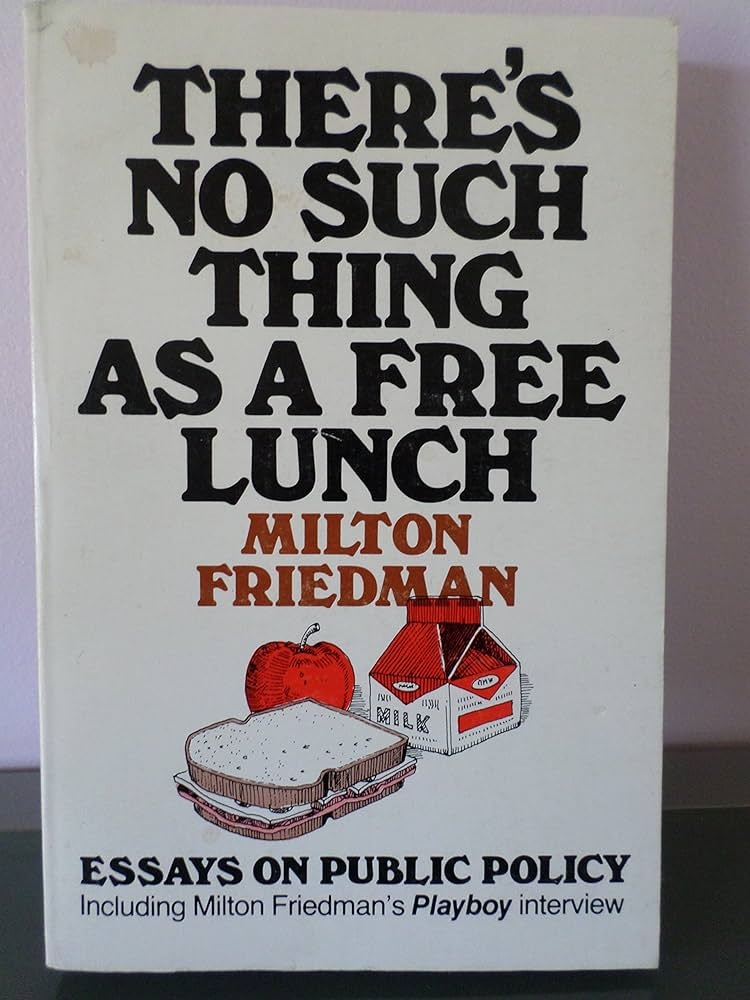 THERE'S
NO SUCH
THING
AS A FREE
LUNCH
MILTON
FRIEDMAN
MILK
ESSAYS ON PUBLIC POLICY
Including Milton Friedman's Playboy interview